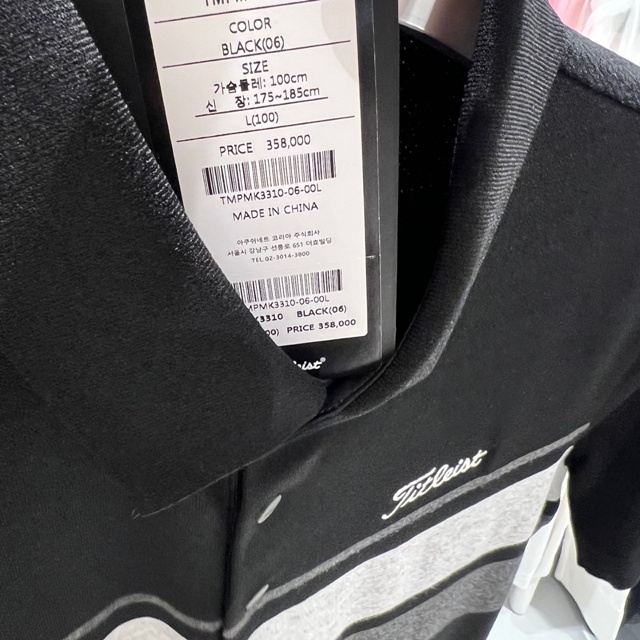 COLOR
BLACK(06)
SIZE
가슴둘레: 100cm
신 장: 175~185cm
L(100)
PRICE 358,000
TMPMK3310-06-00L
MADE IN CHINA
아쿠쉬네트 코리아 주식회사
서울시 강남구 선릉로 651 더효빌딩
TEL.02-3014-3800
MPMK3310-06-00L
K3310 BLACK(06)
00) PRICE 358,000
leist®
Titleist